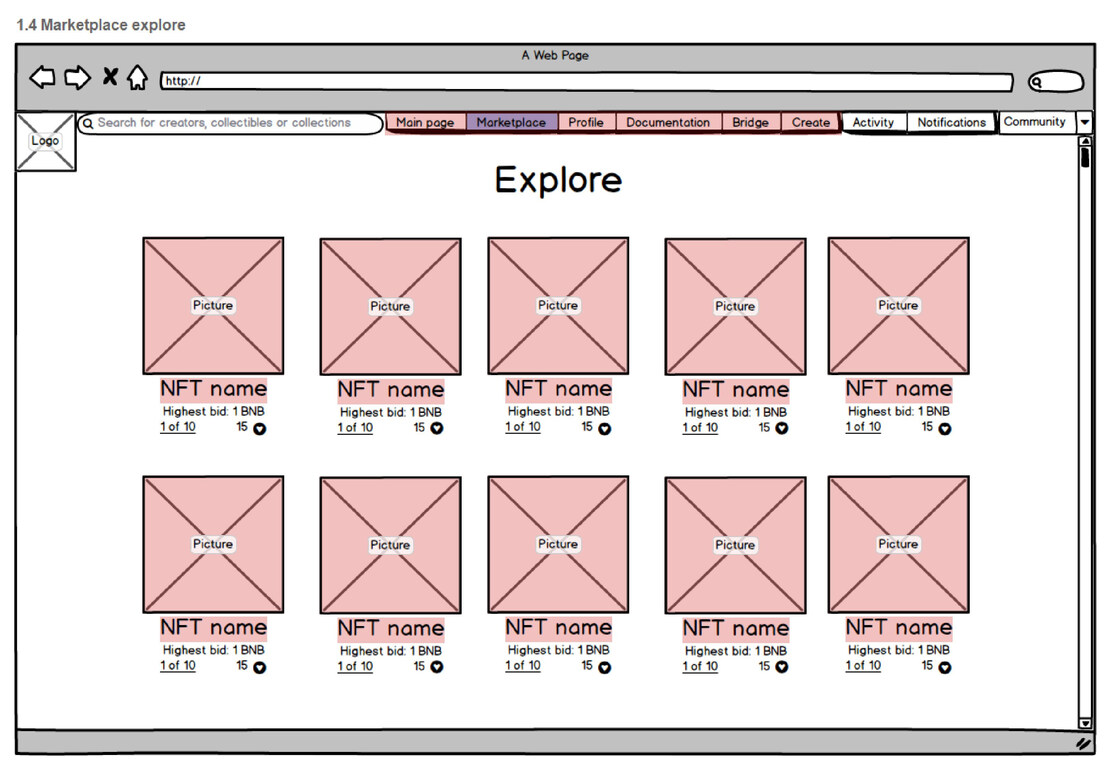 1.4 Marketplace explore
A Web Page
http://
Logo
Search for creators, collectibles or collections
Main page Marketplace Profile Documentation Bridge Create Activity Notifications Community
Explore
Picture Picture Picture Picture Picture
NFT name NFT name NFT name NFT name NFT name
Highest bid: 1 BNB Highest bid: 1 BNB Highest bid: 1 BNB Highest bid: 1 BNB Highest bid: 1 BNB
1 of 10 15 1 of 10 15 1 of 10 15 1 of 10 15 1 of 10 15
Picture Picture Picture Picture Picture
NFT name NFT name NFT name NFT name NFT name
Highest bid: 1 BNB Highest bid: 1 BNB Highest bid: 1 BNB Highest bid: 1 BNB Highest bid: 1 BNB
1 of 10 15 1 of 10 15 1 of 10 15 1 of 10 15 1 of 10 15